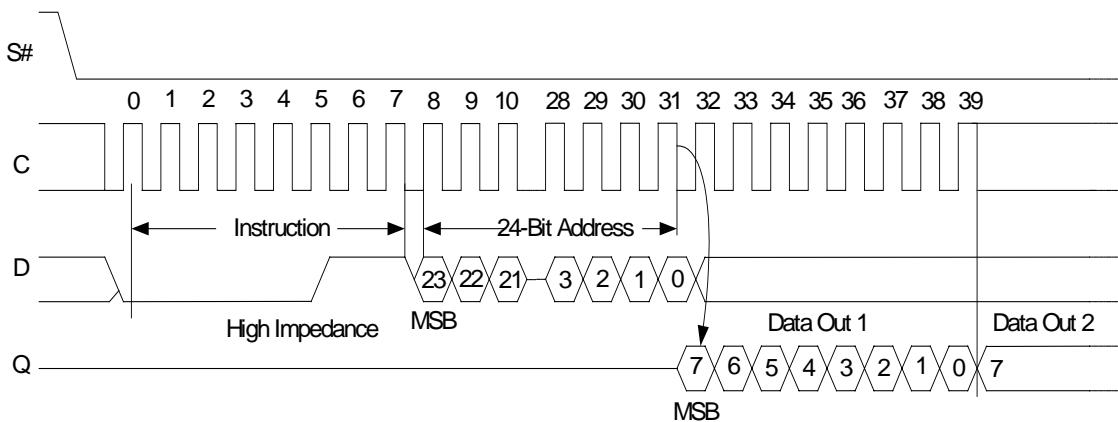 S#
0 1 2 3 4 5 6 7 8 9 10 28 29 30 31 32 33 34 35 36 37 38 39
C
Instruction 24-Bit Address
D
23 22 21 3 2 1 0
High Impedance MSB Data Out 1 Data Out 2
Q
7 6 5 4 3 2 1 0 7
MSB